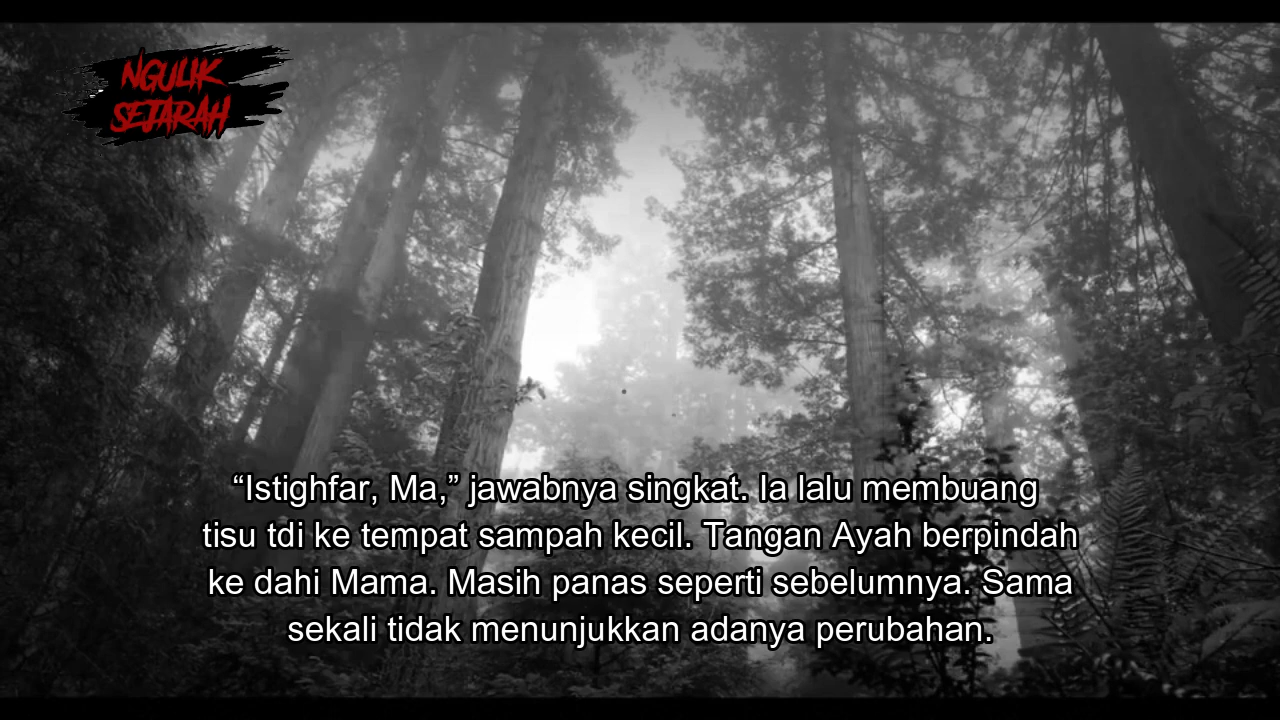 NGULIK
SEJARAH
“Istighfar, Ma,” jawabnya singkat. Ia lalu membuang
tisu tdi ke tempat sampah kecil. Tangan Ayah berpindah
ke dahi Mama. Masih panas seperti sebelumnya. Sama
sekali tidak menunjukkan adanya perubahan.